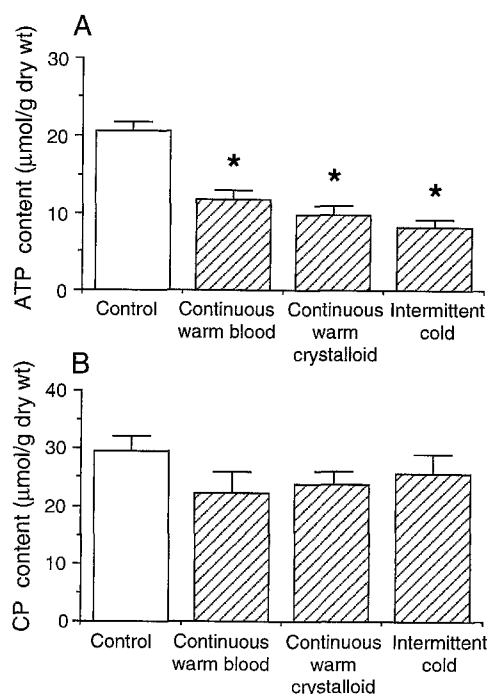 A
ATP content (μmol/g dry wt)
30
20
10
0
*
*
*
Control
Continuous
warm blood
Continuous
warm
crystalloid
Intermittent
cold
B
CP content (μmol/g dry wt)
40
30
20
10
0
Control
Continuous
warm blood
Continuous
warm
crystalloid
Intermittent
cold